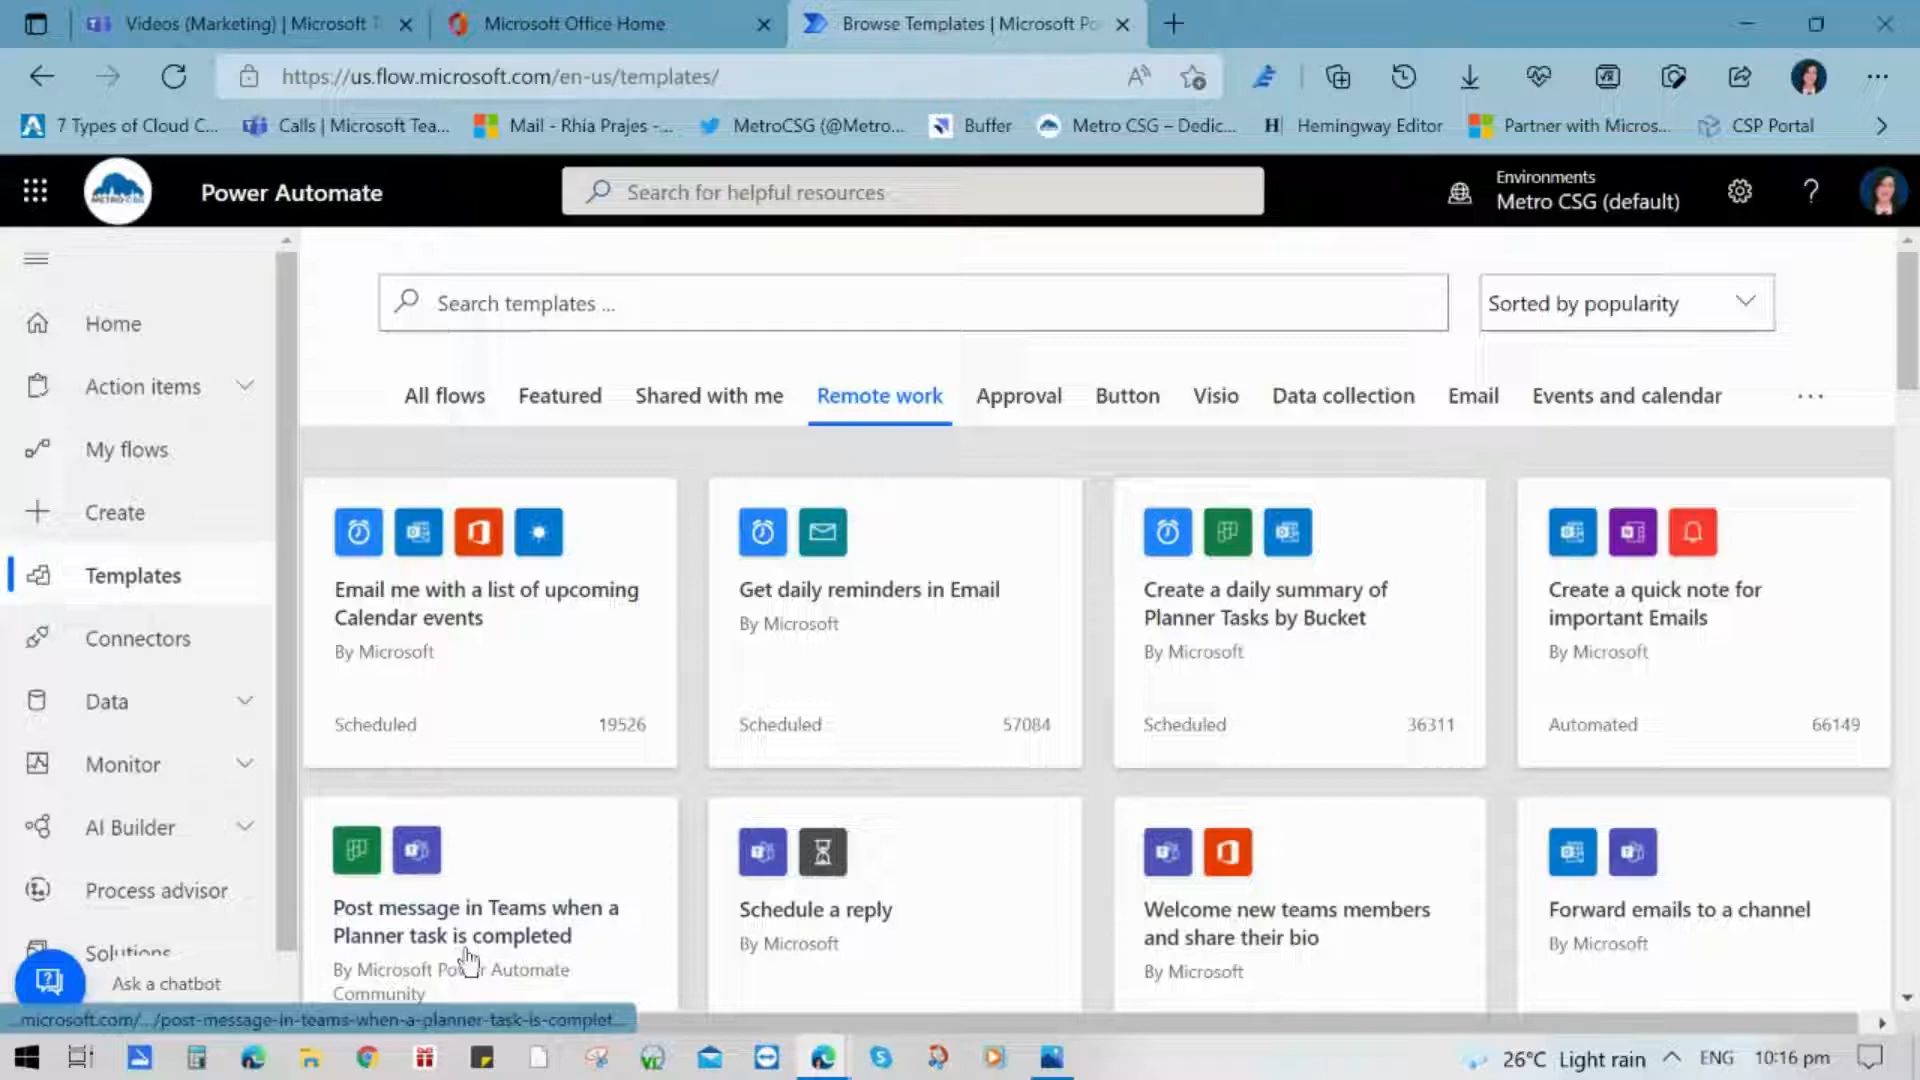 Videos (Marketing) | Microsoft T
Microsoft Office Home
Browse Templates | Microsoft Po
https://us.flow.microsoft.com/en-us/templates/
7 Types of Cloud C...
Calls | Microsoft Tea...
Mail - Rhia Prajes -...
MetroCSG (@Metro...
Buffer
Metro CSG – Dedic...
Hemingway Editor
Partner with Micros...
CSP Portal
METRO CSG
Power Automate
Search for helpful resources
Environments
Metro CSG (default)
Search templates ...
Sorted by popularity
Home
Action items
My flows
Create
Templates
Connectors
Data
Monitor
AI Builder
Process advisor
Solutions
Ask a chatbot
All flows
Featured
Shared with me
Remote work
Approval
Button
Visio
Data collection
Email
Events and calendar
Email me with a list of upcoming
Calendar events
By Microsoft
Scheduled
19526
Get daily reminders in Email
By Microsoft
Scheduled
57084
Create a daily summary of
Planner Tasks by Bucket
By Microsoft
Scheduled
36311
Create a quick note for
important Emails
By Microsoft
Automated
66149
Post message in Teams when a
Planner task is completed
By Microsoft Power Automate
Community
Schedule a reply
By Microsoft
Welcome new teams members
and share their bio
By Microsoft
Forward emails to a channel
By Microsoft
...microsoft.com/.../post-message-in-teams-when-a-planner-task-is-complet...
26°C Light rain
ENG
10:16 pm